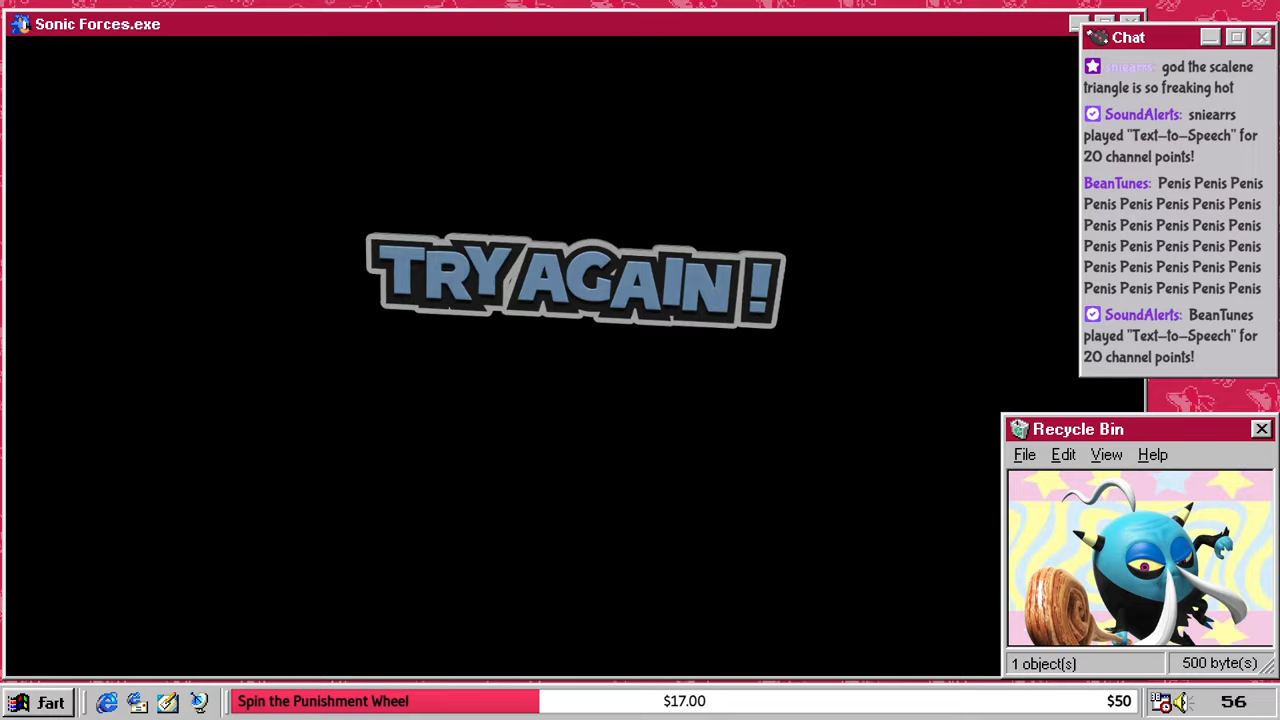 Sonic Forces.exe
Chat
sniearrs: god the scalene
triangle is so freaking hot
SoundAlerts: sniearrs
played "Text-to-Speech" for
20 channel points!
BeanTunes: Penis Penis Penis
Penis Penis Penis Penis Penis
Penis Penis Penis Penis Penis
Penis Penis Penis Penis Penis
Penis Penis Penis Penis Penis
Penis Penis Penis Penis Penis
SoundAlerts: BeanTunes
played "Text-to-Speech" for
20 channel points!
TRY AGAIN!
Recycle Bin
File Edit View Help
1 object(s) 500 byte(s)
fart Spin the Punishment Wheel $17.00 $50 56